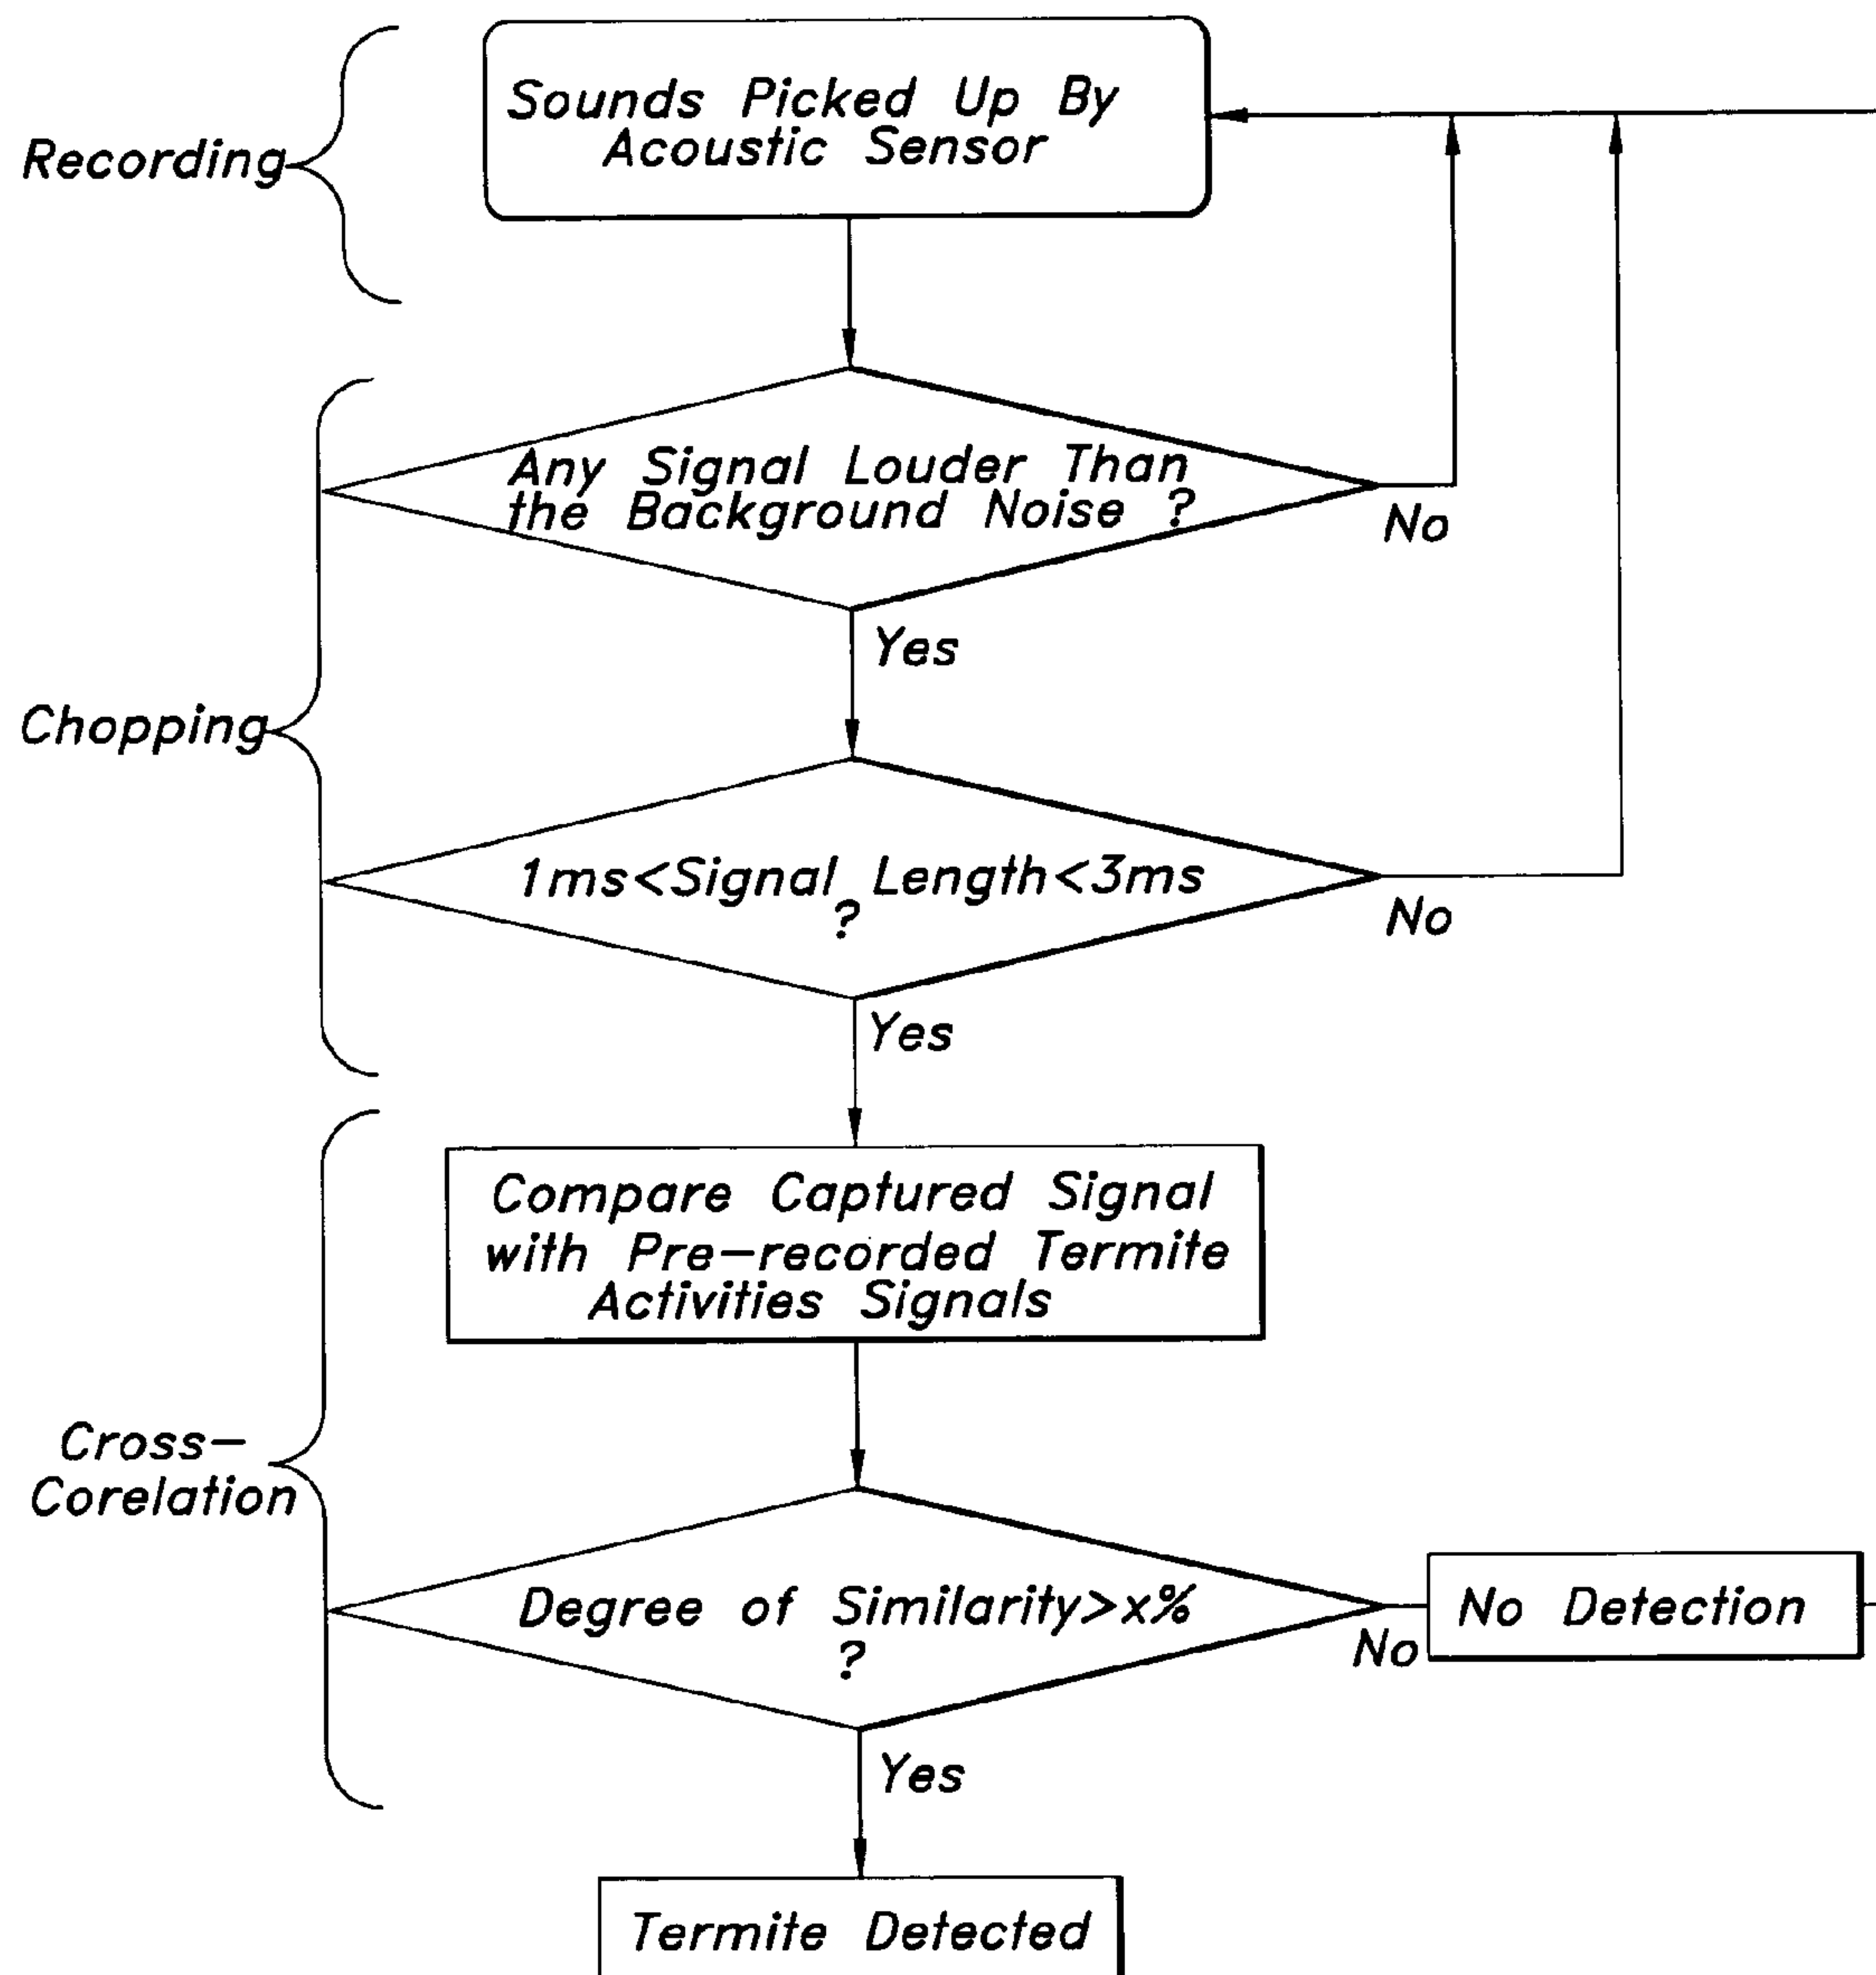 Sounds Picked Up By
Acoustic Sensor
Recording
Any Signal Louder Than
the Background Noise ?
No
Yes
Chopping
1ms<Signal Length<3ms
?
No
Yes
Compare Captured Signal
with Pre-recorded Termite
Activities Signals
Cross-
Corelation
Degree of Similarity>x%
?
No
No Detection
Yes
Termite Detected